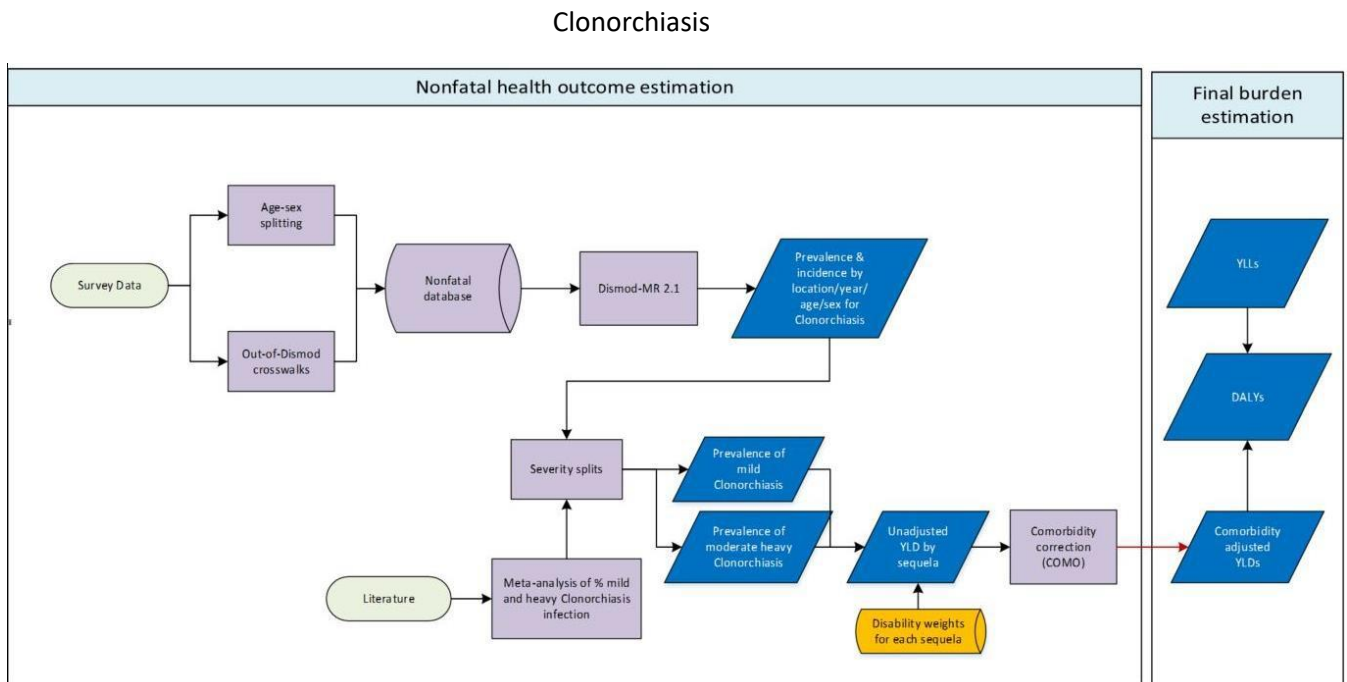 Clonorchiasis
Nonfatal health outcome estimation
Final burden
estimation
Age-sex
splitting
Survey Data
Out-of-Dismod
crosswalks
Nonfatal
database
Dismod-MR 2.1
Prevalence &
incidence by
location/year/
age/sex for
Clonorchiasis
YLLs
DALYs
Severity splits
Prevalence of
mild
Clonorchiasis
Prevalence of
moderate heavy
Clonorchiasis
Unadjusted
YLD by
sequela
Comorbidity
correction
(COMO)
Comorbidity
adjusted
YLDs
Literature
Meta-analysis of % mild
and heavy Clonorchiasis
infection
Disability weights
for each sequela